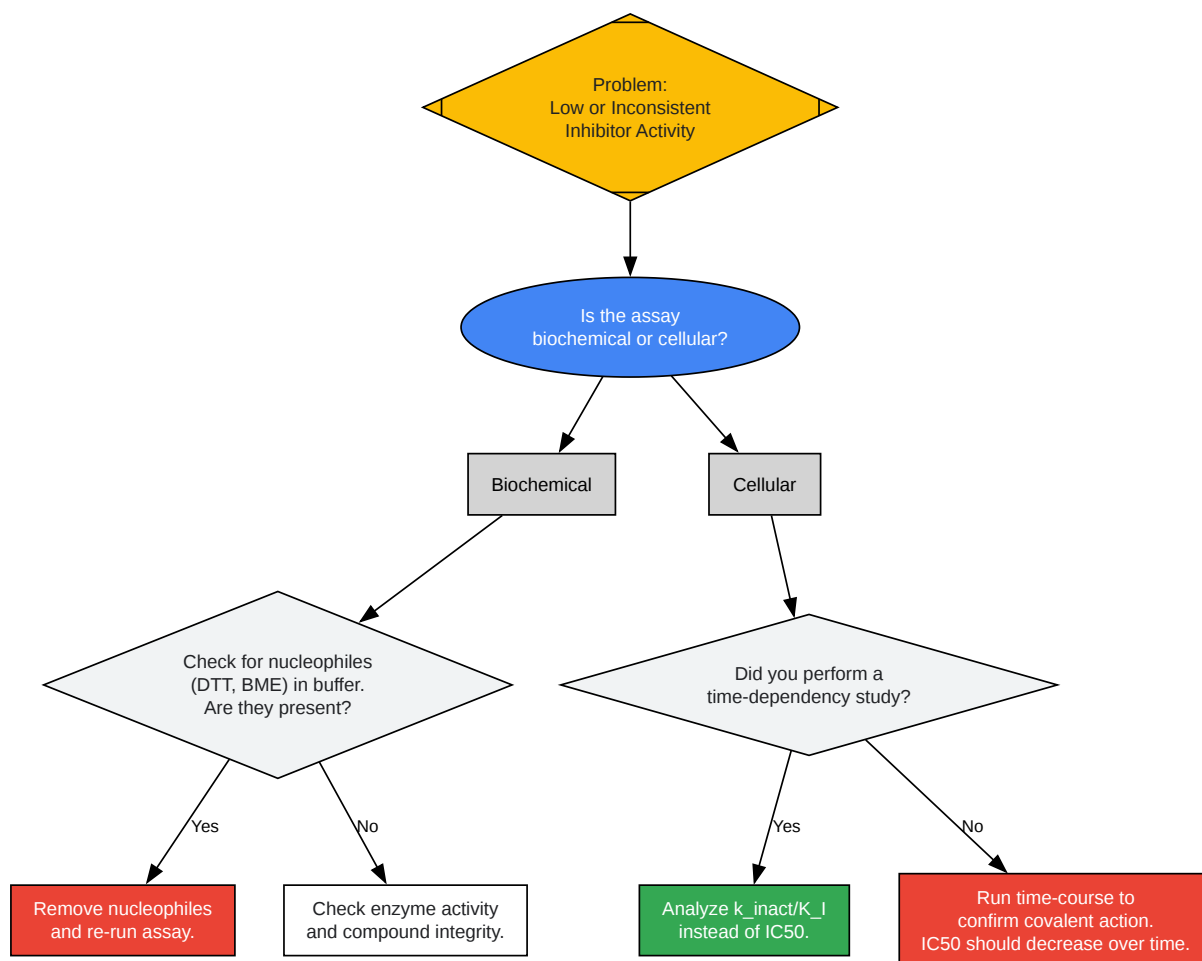 Problem:
Low or Inconsistent
Inhibitor Activity
Is the assay
biochemical or cellular?
Biochemical
Cellular
Check for nucleophiles
(DTT, BME) in buffer.
Are they present?
Did you perform a
time-dependency study?
Yes
No
Yes
No
Remove nucleophiles
and re-run assay.
Check enzyme activity
and compound integrity.
Analyze k_inact/K_I
instead of IC50.
Run time-course to
confirm covalent action.
IC50 should decrease over time.